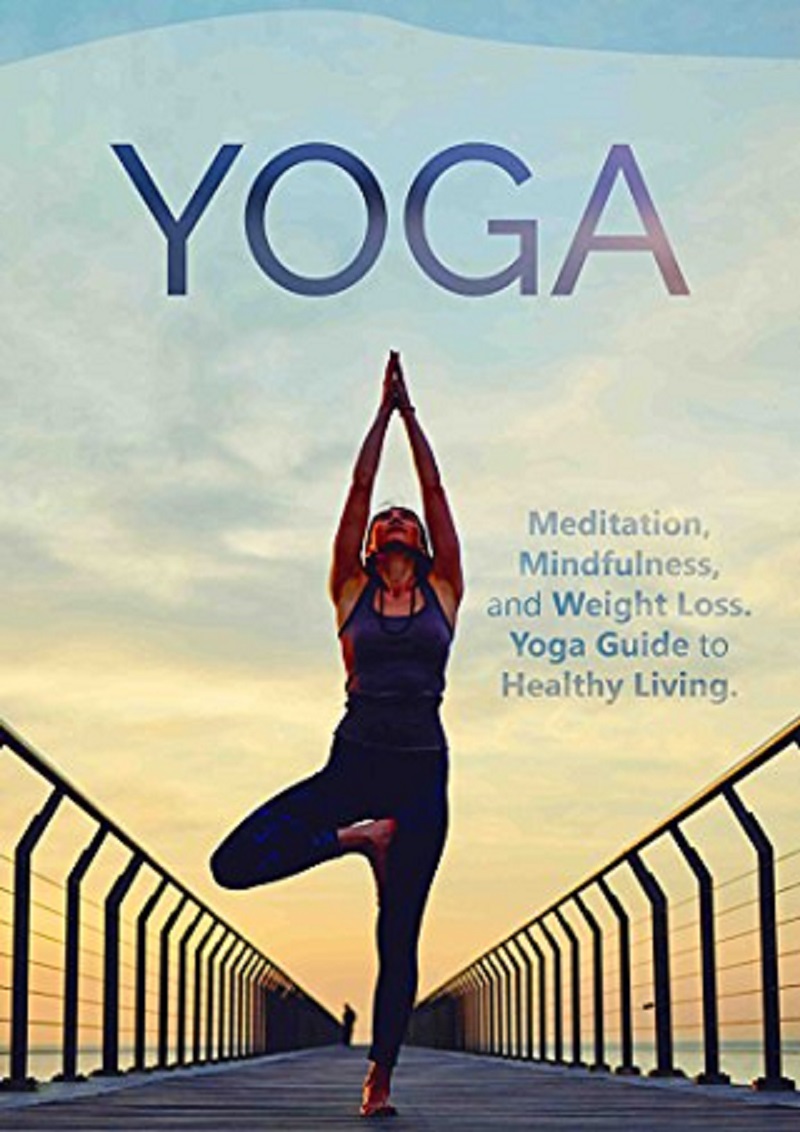 YOGA
Meditation,
Mindfulness,
and Weight Loss.
Yoga Guide to
Healthy Living.